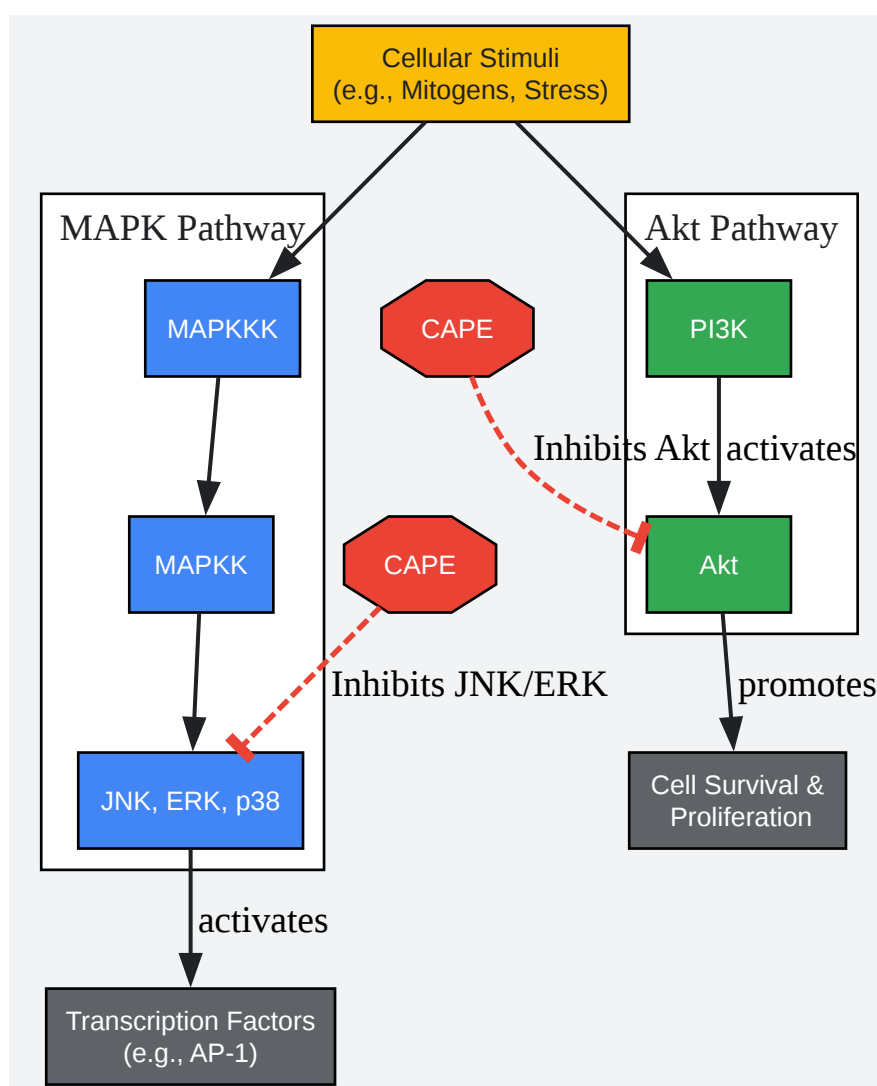 Cellular Stimuli
(e.g., Mitogens, Stress)
MAPK Pathway
Akt Pathway
MAPKKK
CAPE
PI3K
Inhibits Akt
activates
MAPKK
CAPE
Akt
Inhibits JNK/ERK
promotes
JNK, ERK, p38
Cell Survival &
Proliferation
activates
Transcription Factors
(e.g., AP-1)